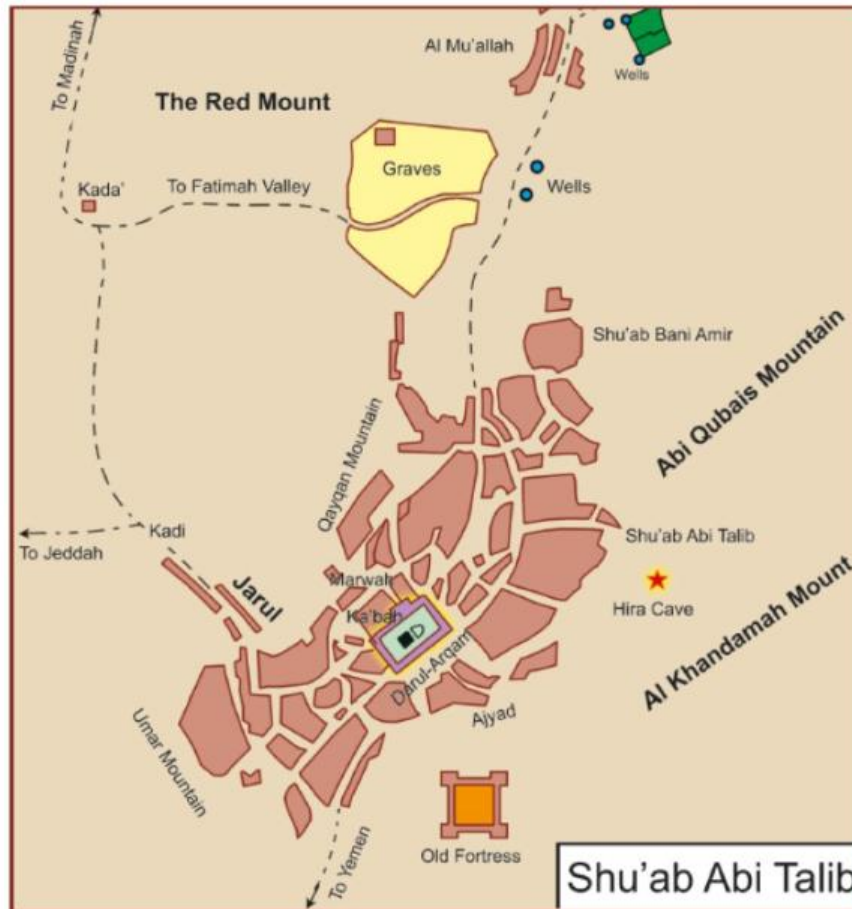 Al Mu'allah
Wells
To Madinah
The Red Mount
Graves
Kada'
To Fatimah Valley
Wells
Shu'ab Bani Amir
Abi Qubais Mountain
Qayqan Mountain
Kadi
To Jeddah
Shu'ab Abi Talib
Jarul
Marwah
Hira Cave
Ka'bah
Al Khandamah Mount
Darul-Arqam
Ajyad
Umar Mountain
Old Fortress
To Yemen
Shu'ab Abi Talib